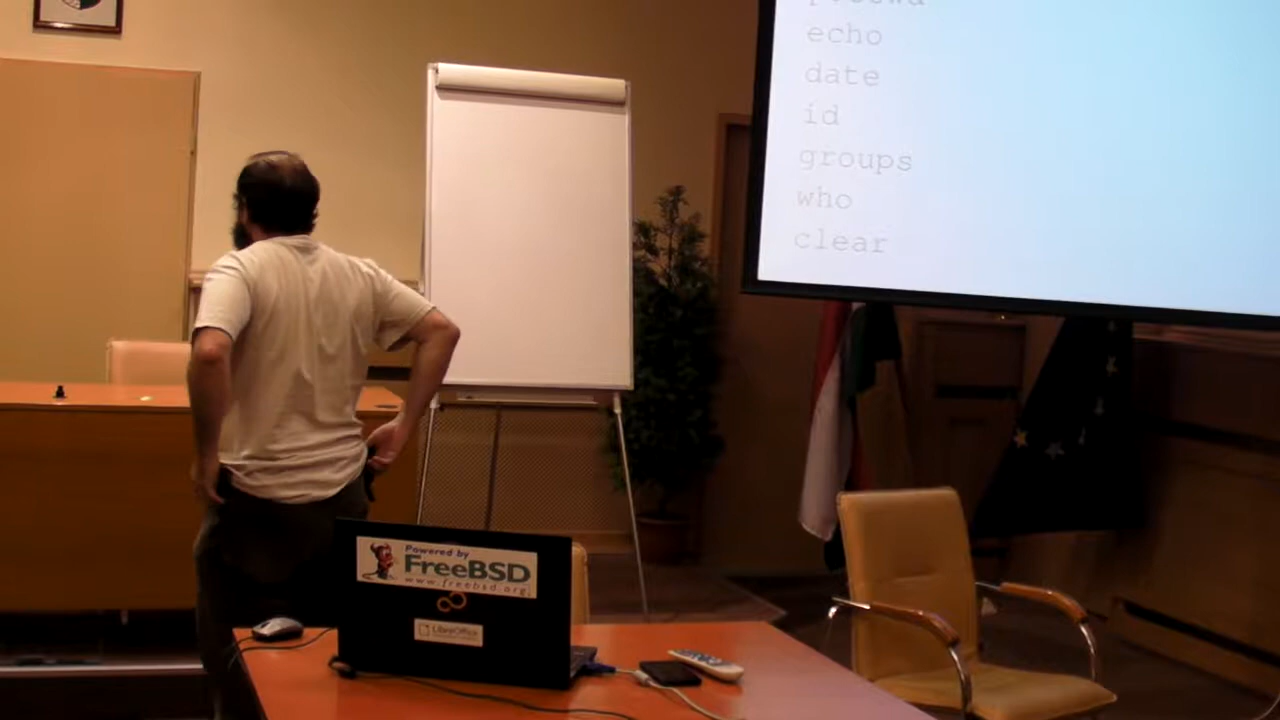 echo
date
id
groups
who
clear
Powered by
FreeBSD
www.freebsd.org
LibreOffice